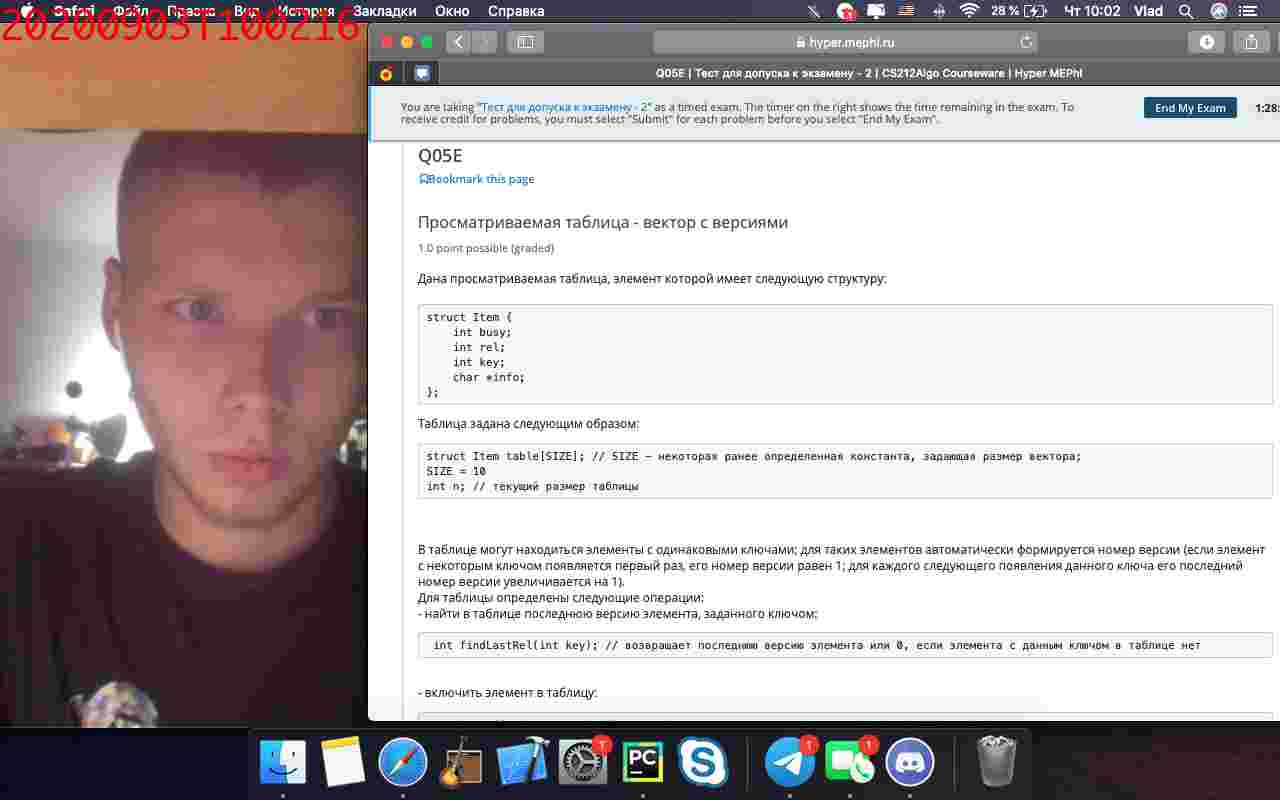 20200903T100216
Safari Файл Правка Вид История Закладки Окно Справка 28 % Чт 10:02 Vlad
hyper.mephi.ru
Q05E | Тест для допуска к экзамену - 2 | CS212Algo Courseware | Hyper MEPhI
You are taking "Тест для допуска к экзамену - 2" as a timed exam. The timer on the right shows the time remaining in the exam. To
receive credit for problems, you must select "Submit" for each problem before you select "End My Exam".
End My Exam
1:28:
Q05E
Bookmark this page
Просматриваемая таблица - вектор с версиями
1.0 point possible (graded)
Дана просматриваемая таблица, элемент которой имеет следующую структуру:
struct Item {
int busy;
int rel;
int key;
char *info;
};
Таблица задана следующим образом:
struct Item table[SIZE]; // SIZE – некоторая ранее определенная константа, задающая размер вектора;
SIZE = 10
int n; // текущий размер таблицы
В таблице могут находиться элементы с одинаковыми ключами; для таких элементов автоматически формируется номер версии (если элемент
с некоторым ключом появляется первый раз, его номер версии равен 1; для каждого следующего появления данного ключа его последний
номер версии увеличивается на 1).
Для таблицы определены следующие операции:
- найти в таблице последнюю версию элемента, заданного ключом:
int findLastRel(int key); // возвращает последнюю версию элемента или 0, если элемента с данным ключом в таблице нет
- включить элемент в таблицу:
1
PC
1
1